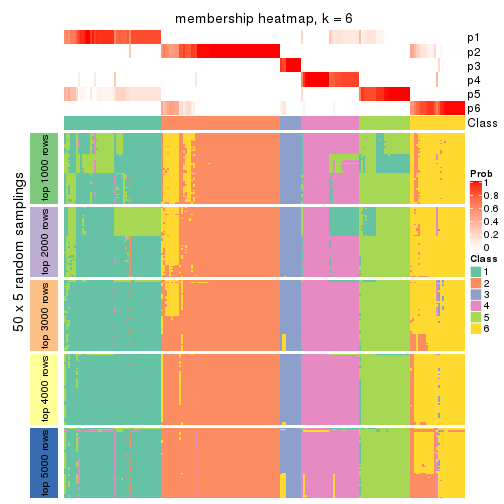 membership heatmap, k = 6
p1
p2
p3
p4
p5
p6
Class
50 x 5 random samplings
top 1000 rows
top 2000 rows
top 3000 rows
top 4000 rows
top 5000 rows
Prob
1
0.8
0.6
0.4
0.2
0
Class
1
2
3
4
5
6